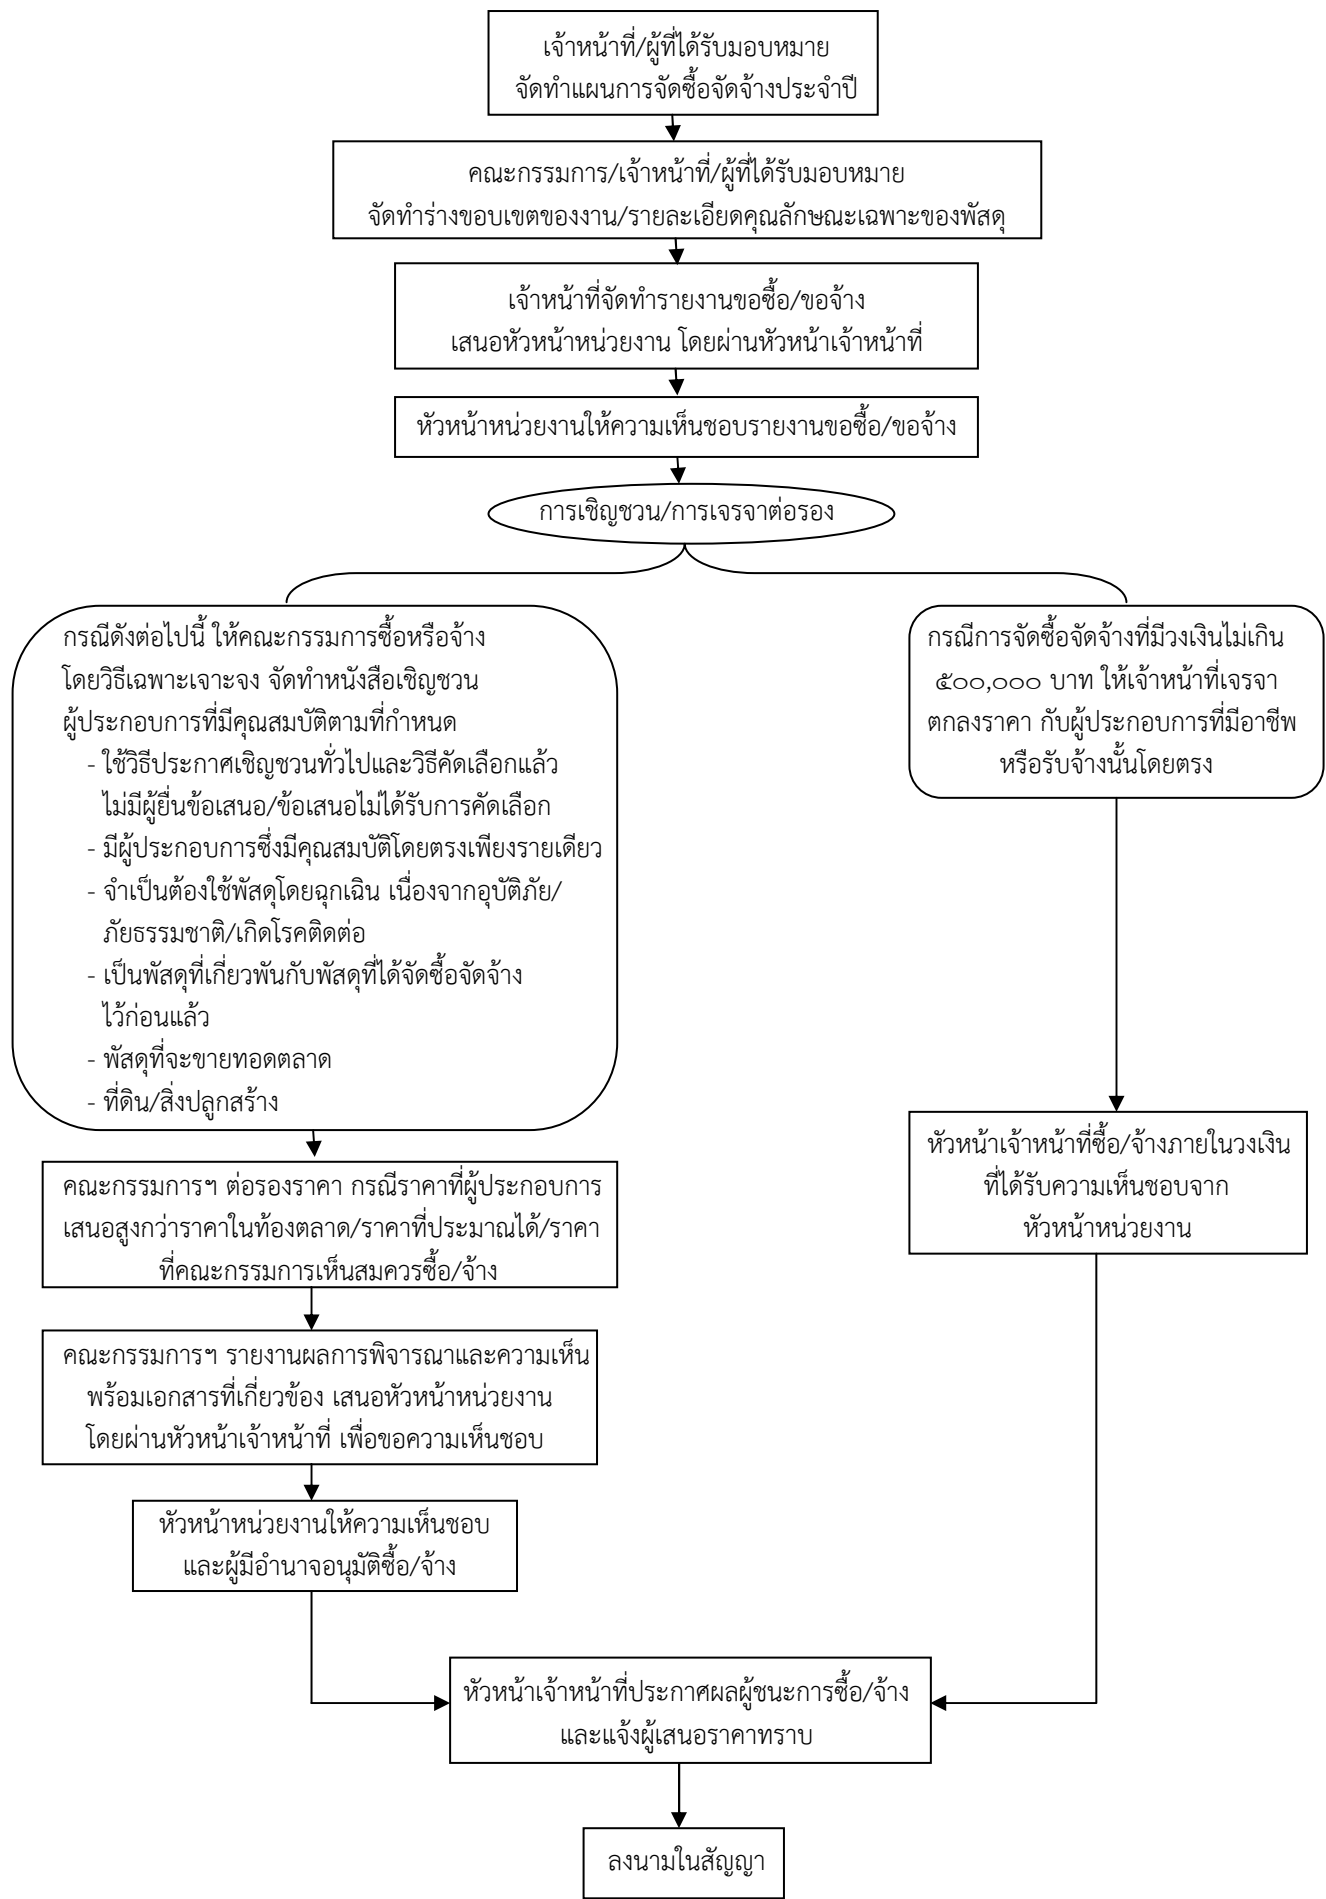 เจ้าหน้าที่/ผู้ที่ได้รับมอบหมาย
จัดทำแผนการจัดซื้อจัดจ้างประจำปี
คณะกรรมการ/เจ้าหน้าที่/ผู้ที่ได้รับมอบหมาย
จัดทำร่างขอบเขตของงาน/รายละเอียดคุณลักษณะเฉพาะของพัสดุ
เจ้าหน้าที่จัดทำรายงานขอซื้อ/ขอจ้าง
เสนอหัวหน้าหน่วยงาน โดยผ่านหัวหน้าเจ้าหน้าที่
หัวหน้าหน่วยงานให้ความเห็นชอบรายงานขอซื้อ/ขอจ้าง
การเชิญชวน/การเจรจาต่อรอง
กรณีดังต่อไปนี้ ให้คณะกรรมการซื้อหรือจ้าง
โดยวิธีเฉพาะเจาะจง จัดทำหนังสือเชิญชวน
ผู้ประกอบการที่มีคุณสมบัติตามที่กำหนด
- ใช้วิธีประกาศเชิญชวนทั่วไปและวิธีคัดเลือกแล้ว
ไม่มีผู้ยื่นข้อเสนอ/ข้อเสนอไม่ได้รับการคัดเลือก
- มีผู้ประกอบการซึ่งมีคุณสมบัติโดยตรงเพียงรายเดียว
- จำเป็นต้องใช้พัสดุโดยฉุกเฉิน เนื่องจากอุบัติภัย/
ภัยธรรมชาติ/เกิดโรคติดต่อ
- เป็นพัสดุที่เกี่ยวพันกับพัสดุที่ได้จัดซื้อจัดจ้าง
ไว้ก่อนแล้ว
- พัสดุที่จะขายทอดตลาด
- ที่ดิน/สิ่งปลูกสร้าง
กรณีการจัดซื้อจัดจ้างที่มีวงเงินไม่เกิน
๕๐๐,๐๐๐ บาท ให้เจ้าหน้าที่เจรจา
ตกลงราคา กับผู้ประกอบการที่มีอาชีพ
หรือรับจ้างนั้นโดยตรง
คณะกรรมการฯ ต่อรองราคา กรณีราคาที่ผู้ประกอบการ
เสนอสูงกว่าราคาในท้องตลาด/ราคาที่ประมาณได้/ราคา
ที่คณะกรรมการเห็นสมควรซื้อ/จ้าง
หัวหน้าเจ้าหน้าที่ซื้อ/จ้างภายในวงเงิน
ที่ได้รับความเห็นชอบจาก
หัวหน้าหน่วยงาน
คณะกรรมการฯ รายงานผลการพิจารณาและความเห็น
พร้อมเอกสารที่เกี่ยวข้อง เสนอหัวหน้าหน่วยงาน
โดยผ่านหัวหน้าเจ้าหน้าที่ เพื่อขอความเห็นชอบ
หัวหน้าหน่วยงานให้ความเห็นชอบ
และผู้มีอำนาจอนุมัติซื้อ/จ้าง
หัวหน้าเจ้าหน้าที่ประกาศผลผู้ชนะการซื้อ/จ้าง
และแจ้งผู้เสนอราคาทราบ
ลงนามในสัญญา